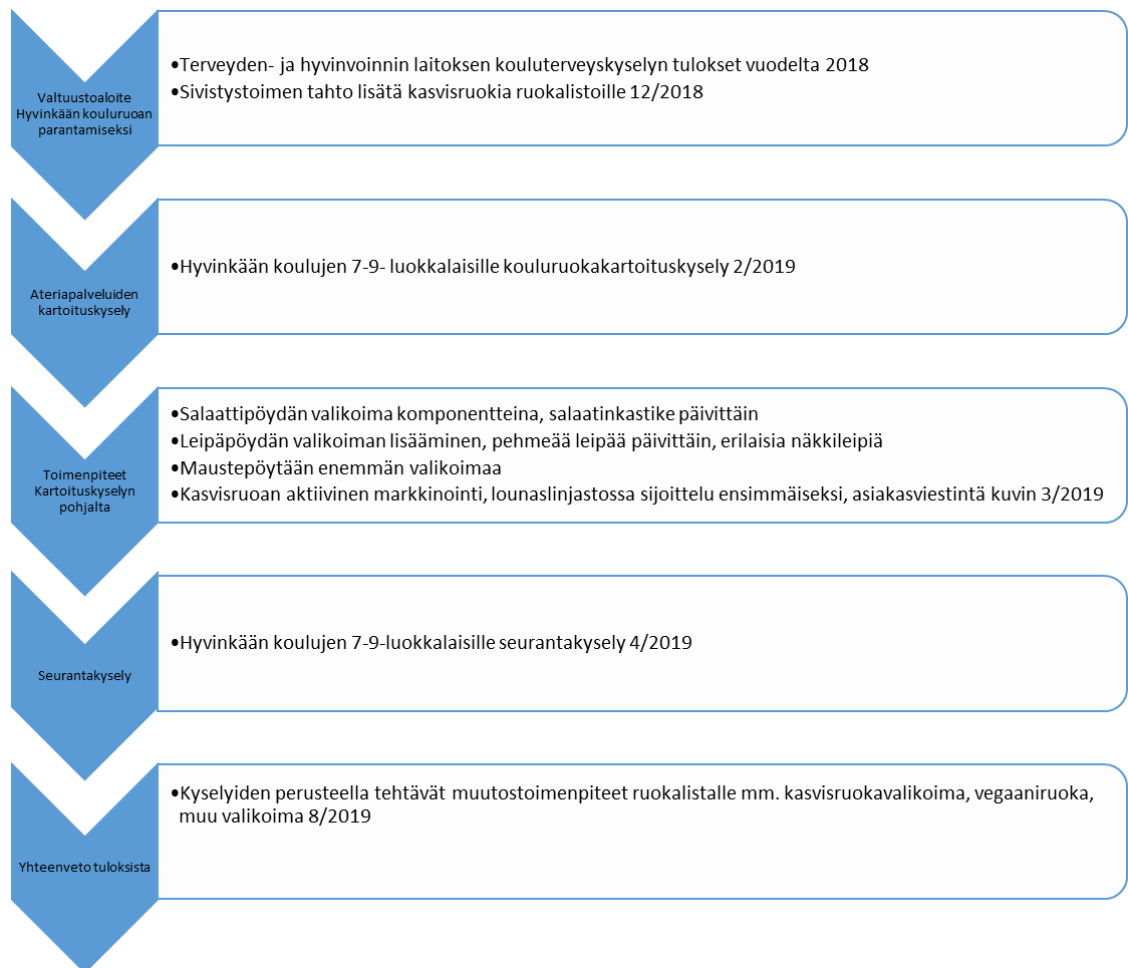 Valtuustoaloite
Hyvinkään kouluruoan
parantamiseksi
•Terveyden- ja hyvinvoinnin laitoksen kouluterveyskyselyn tulokset vuodelta 2018
•Sivistystoimen tahto lisätä kasvisruokia ruokalistoille 12/2018
Ateriapalveluiden
kartoituskysely
•Hyvinkään koulujen 7-9- luokkalaisille kouluruokakartoituskysely 2/2019
Toimenpiteet
Kartoituskyselyn
pohjalta
•Salaattipöydän valikoima komponentteina, salaatinkastike päivittäin
•Leipäpöydän valikoiman lisääminen, pehmeää leipää päivittäin, erilaisia näkkileipiä
•Maustepöytään enemmän valikoimaa
•Kasvisruoan aktiivinen markkinointi, lounaslinjastossa sijoittelu ensimmäiseksi, asiakasviestintä kuvin 3/2019
Seurantakysely
•Hyvinkään koulujen 7-9-luokkalaisille seurantakysely 4/2019
Yhteenveto tuloksista
•Kyselyiden perusteella tehtävät muutostoimenpiteet ruokalistalle mm. kasvisruokavalikoima, vegaaniruoka,
muu valikoima 8/2019